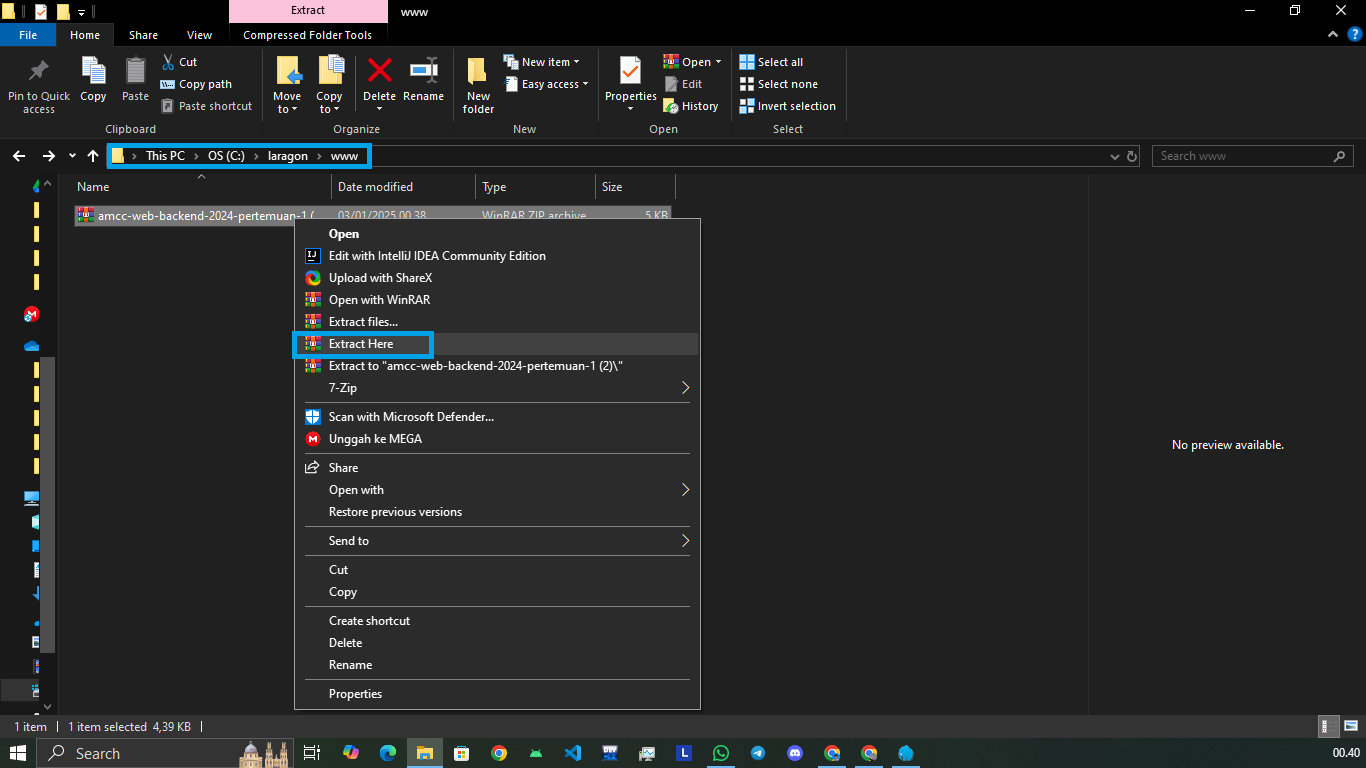 Extract
www
File
Home
Share
View
Compressed Folder Tools
Pin to Quick access
Copy
Paste
Cut
Copy path
Paste shortcut
Clipboard
Move to
Copy to
Delete
Rename
Organize
New folder
New item
Easy access
New
Properties
Open
Edit
History
Open
Select all
Select none
Invert selection
Select
This PC > OS (C:) > laragon > www
Search www
Name
Date modified
Type
Size
amcc-web-backend-2024-pertemuan-1 (
03/01/2025 00.38
WinRAR ZIP archive
5 KB
Open
Edit with IntelliJ IDEA Community Edition
Upload with ShareX
Open with WinRAR
Extract files...
Extract Here
Extract to "amcc-web-backend-2024-pertemuan-1 (2)\"
7-Zip
Scan with Microsoft Defender...
Unggah ke MEGA
Share
Open with
Restore previous versions
Send to
Cut
Copy
Create shortcut
Delete
Rename
Properties
No preview available.
1 item
1 item selected 4,39 KB
Search
00.40